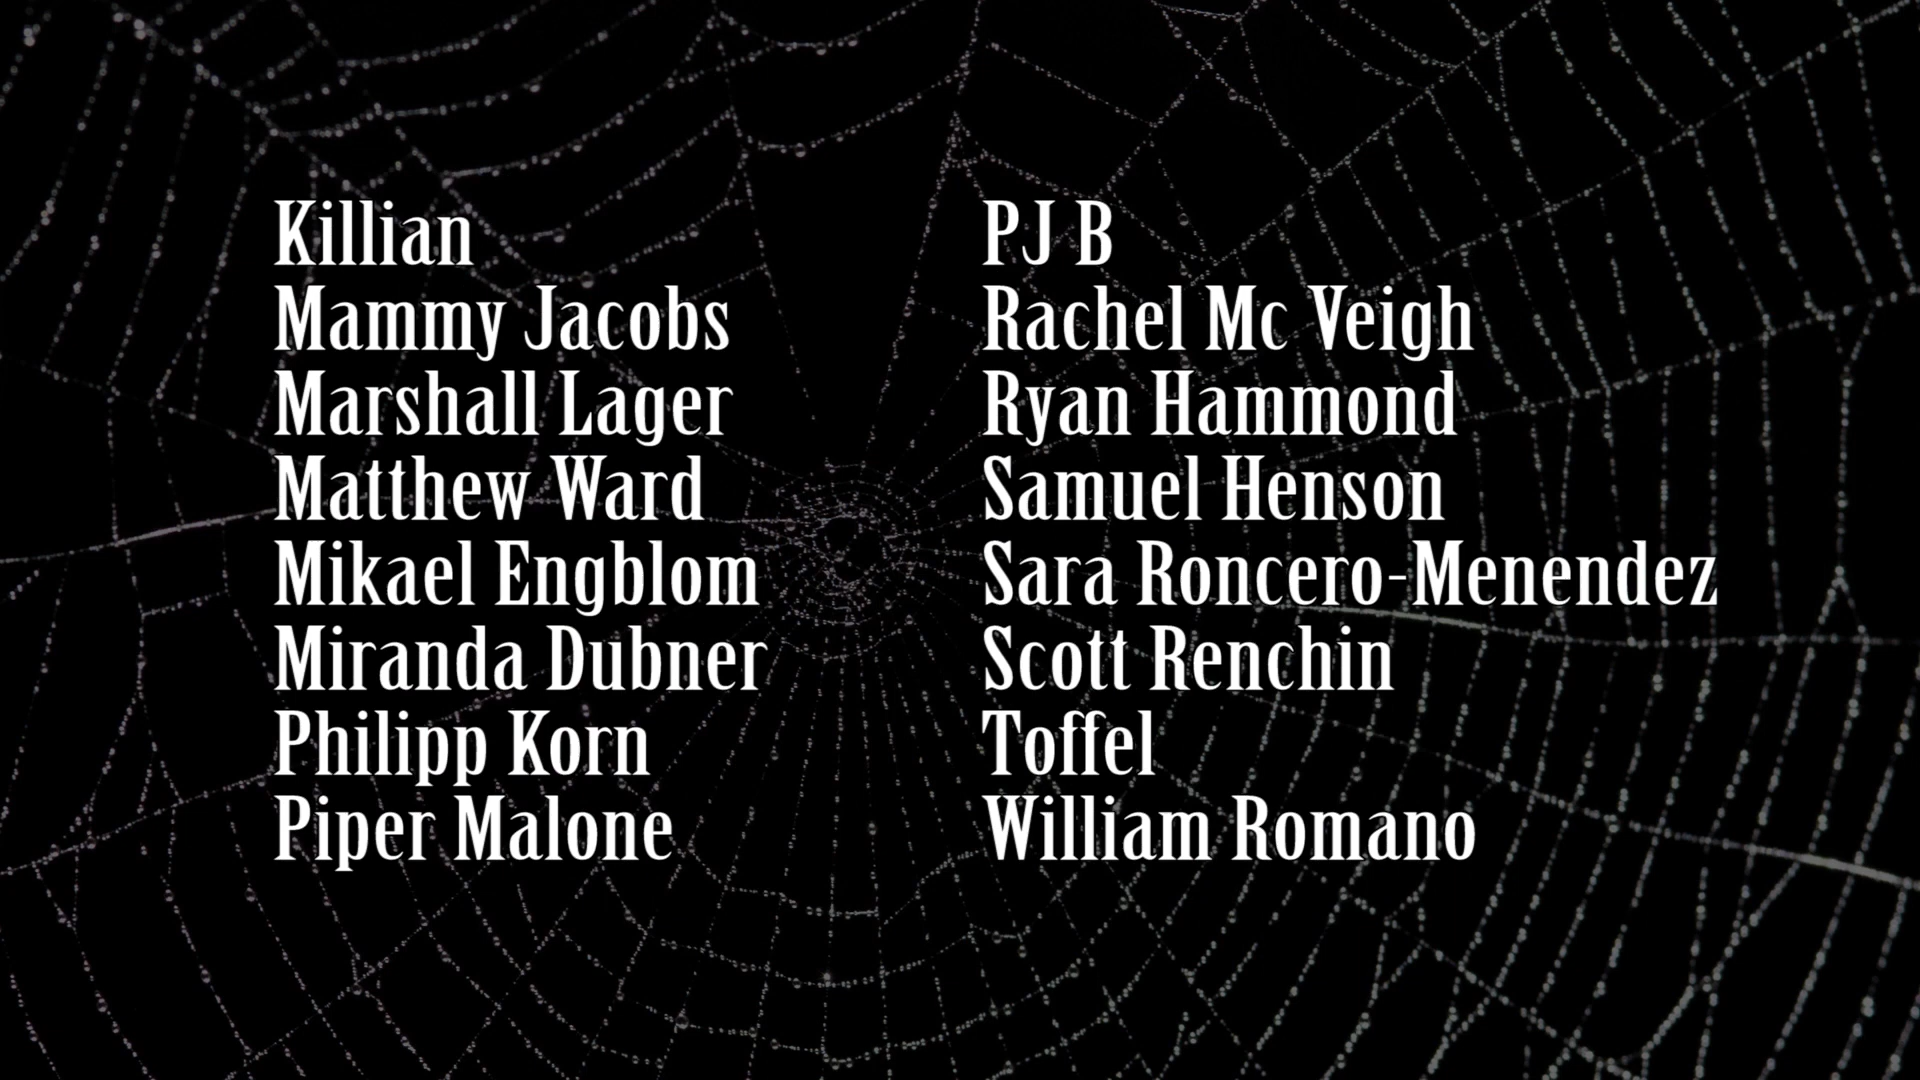 Killian
Mammy Jacobs
Marshall Lager
Matthew Ward
Mikael Engblom
Miranda Dubner
Philipp Korn
Piper Malone
PJ B
Rachel Mc Veigh
Ryan Hammond
Samuel Henson
Sara Roncero-Menendez
Scott Renchin
Toffel
William Romano